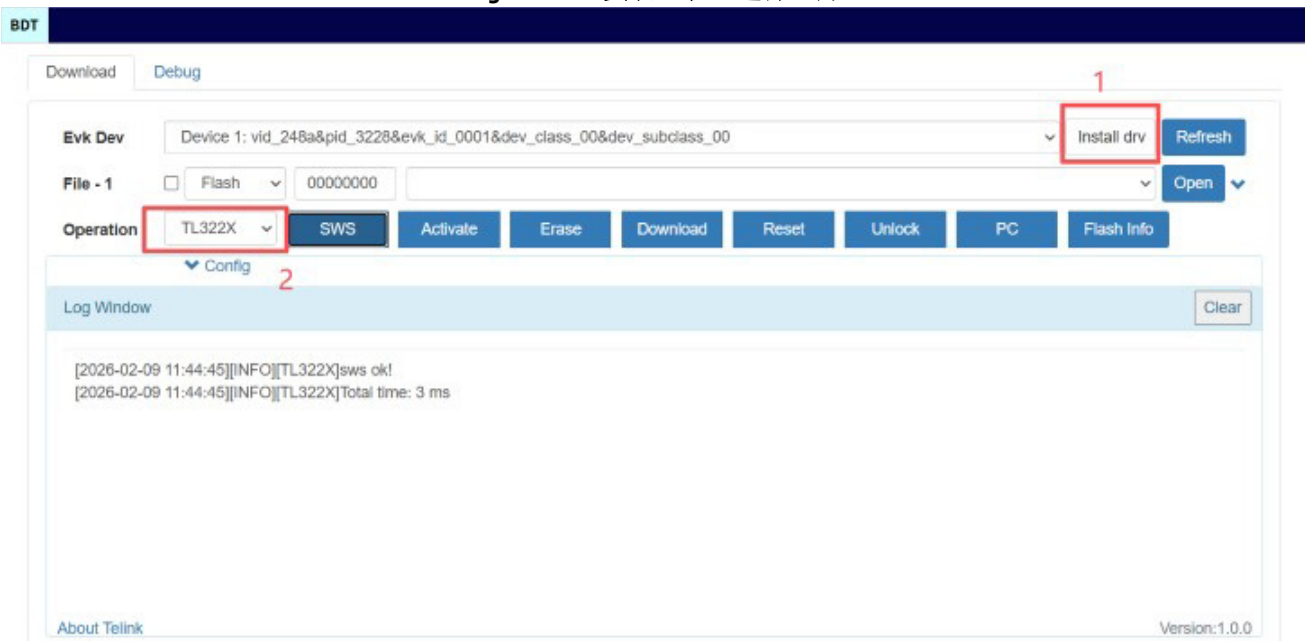 BDT
Download Debug
1
Evk Dev Device 1: vid_248a&pid_3228&evk_id_0001&dev_class_00&dev_subclass_00 Install drv Refresh
File - 1 Flash 00000000 Open
Operation TL322X SWS Activate Erase Download Reset Unlock PC Flash Info
Config
2
Log Window Clear
[2026-02-09 11:44:45][INFO][TL322X]sws ok!
[2026-02-09 11:44:45][INFO][TL322X]Total time: 3 ms
About Telink Version:1.0.0